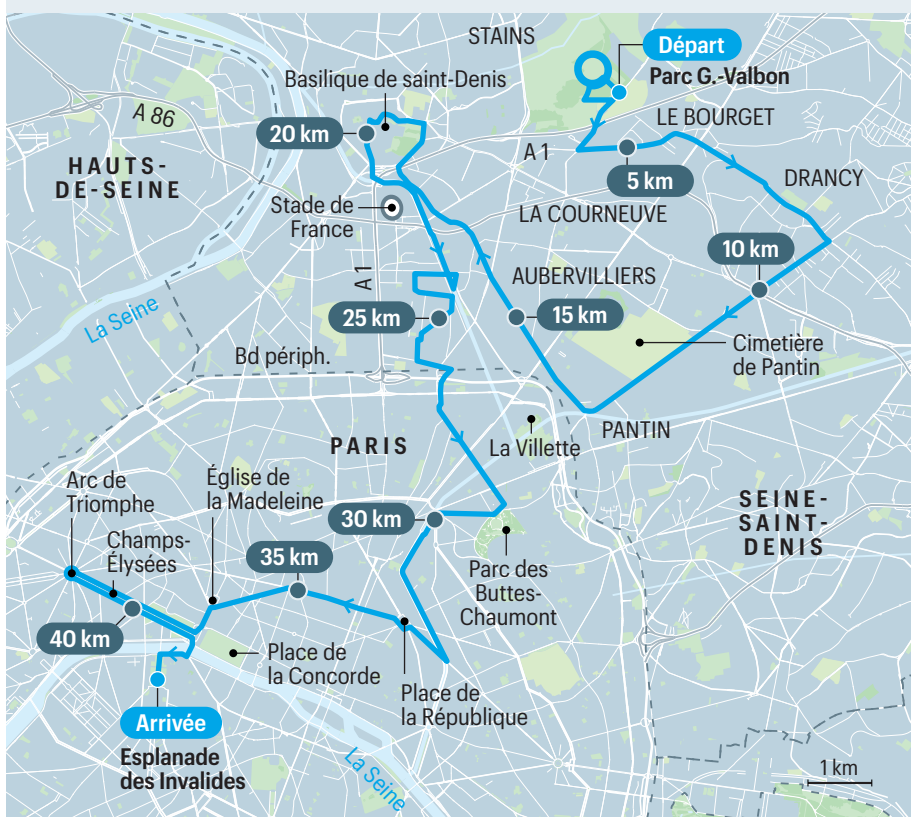 STAINS
Départ
Parc G.-Valbon
Basilique de saint-Denis
A 86
20 km
LE BOURGET
A 1
5 km
HAUTS-
DE-SEINE
DRANCY
Stade de
France
LA COURNEUVE
10 km
A 1
AUBERVILLIERS
La Seine
25 km
15 km
Cimetière
de Pantin
Bd périph.
PANTIN
La Villette
PARIS
Arc de
Triomphe
Église de
la Madeleine
30 km
SEINE-
SAINT-
DENIS
Champs-
Élysées
35 km
Parc des
Buttes-
Chaumont
40 km
Place de
la Concorde
Place de
la République
Arrivée
Esplanade
des Invalides
La Seine
1 km